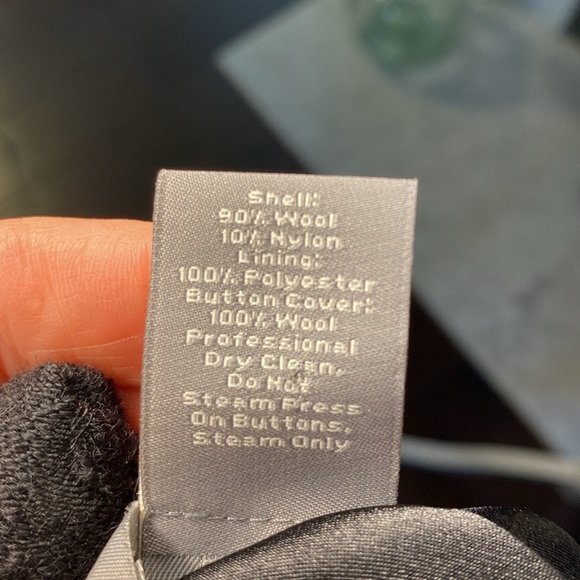 Shell:
90% Wool
10% Nylon
Lining:
100% Polyester
Button Cover:
100% Wool
Professional
Dry Clean,
Do Not
Steam Press
On Buttons,
Steam Only